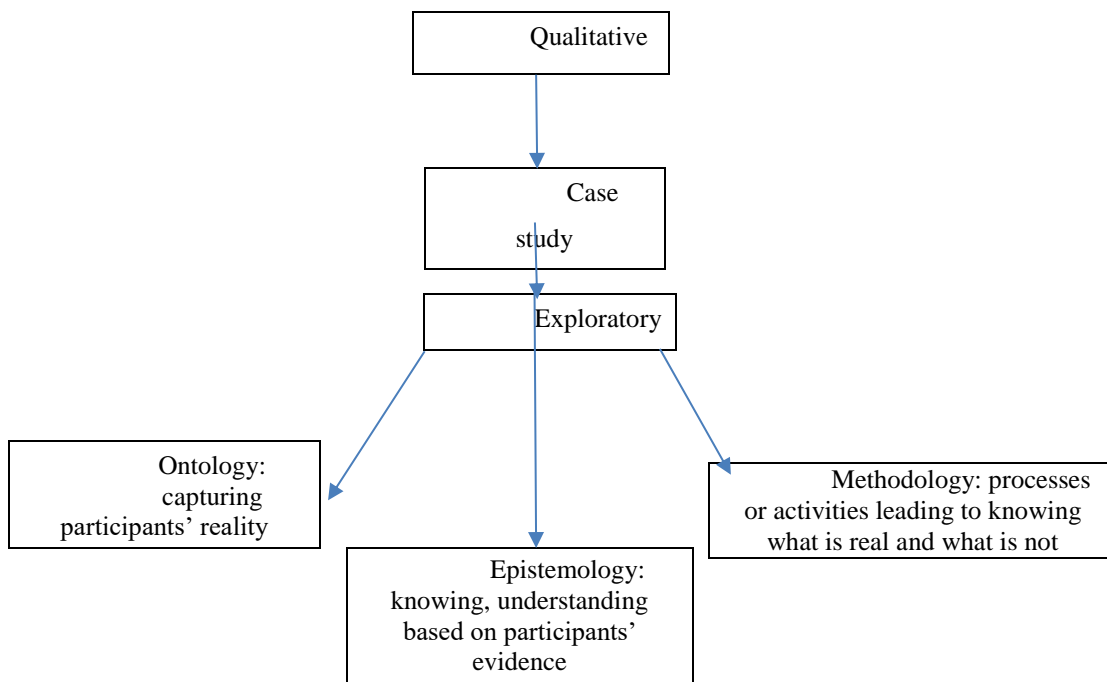 Qualitative
Case
study
Exploratory
Ontology:
capturing
participants’ reality
Epistemology:
knowing, understanding
based on participants’
evidence
Methodology: processes
or activities leading to knowing
what is real and what is not